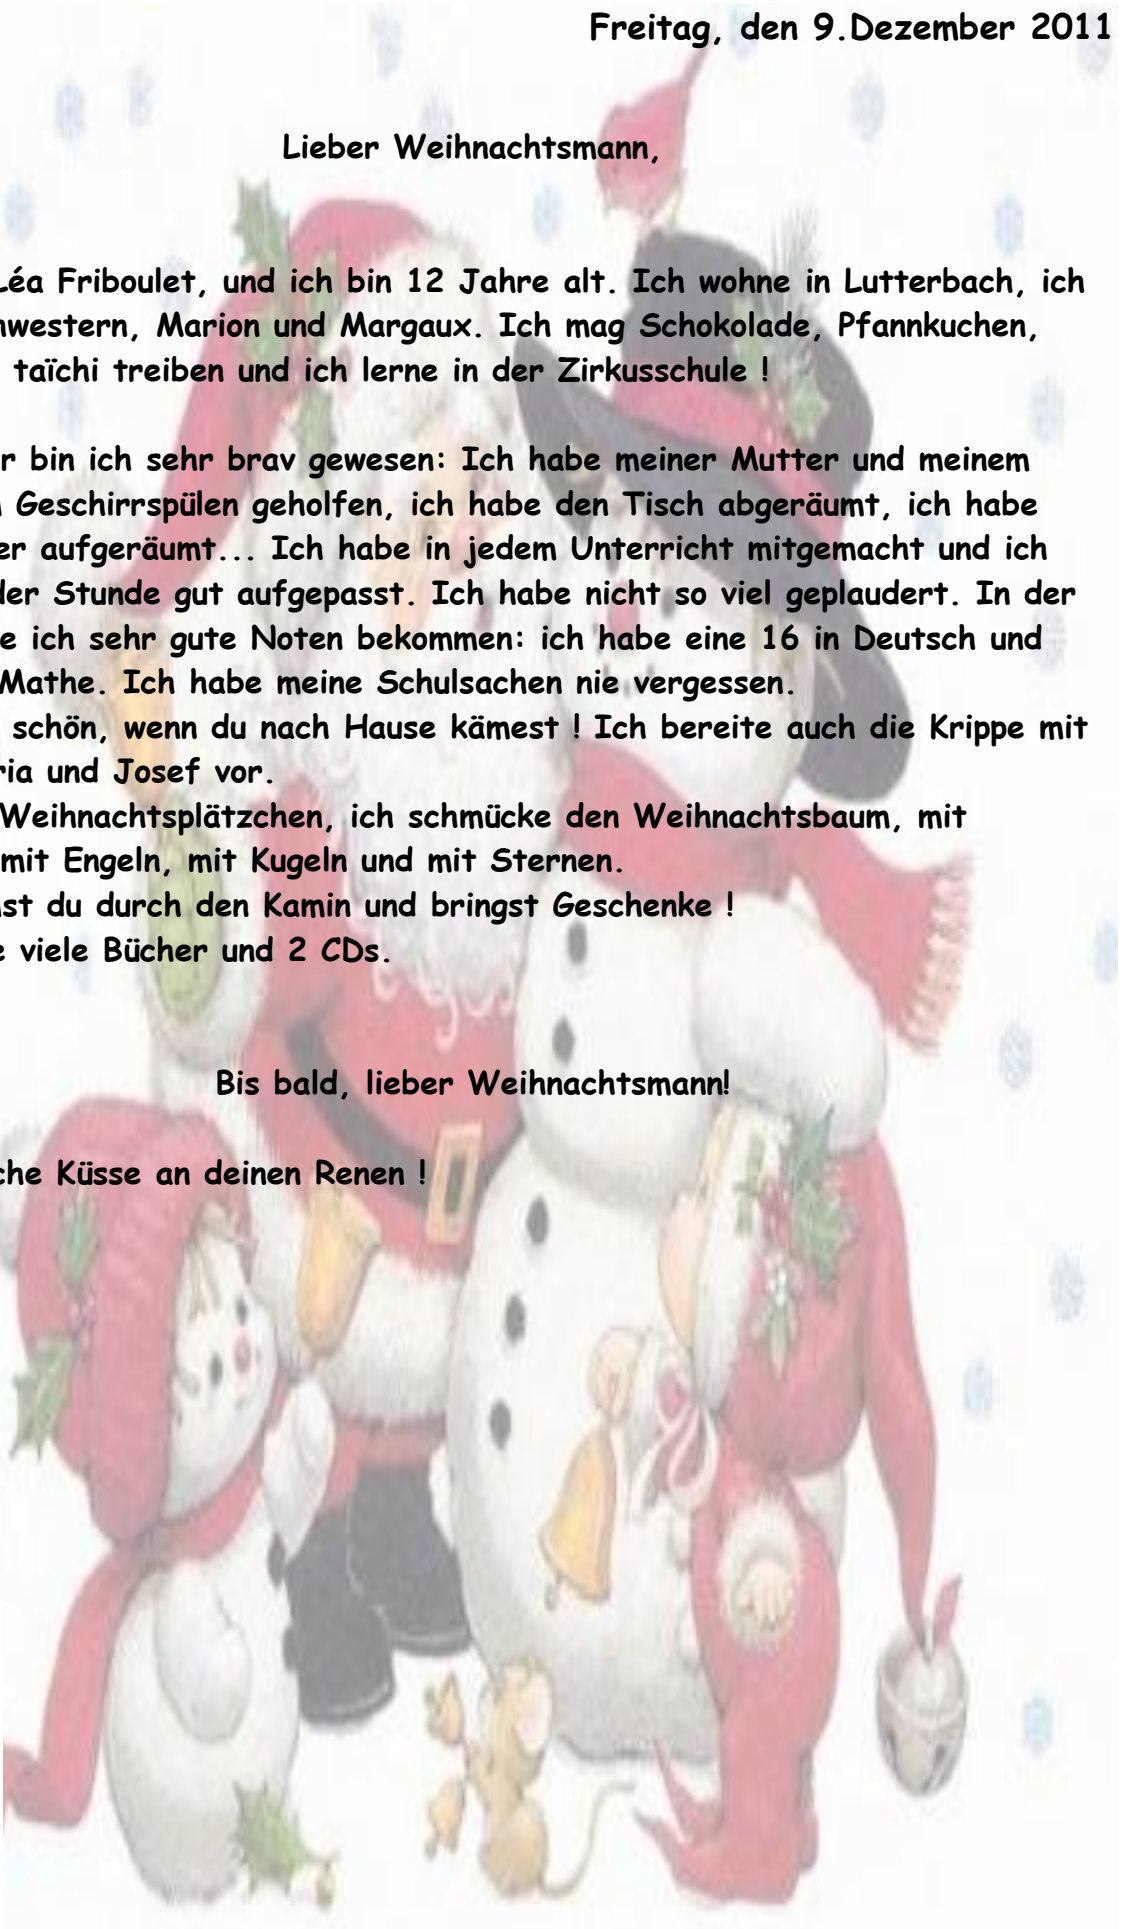 Freitag, den 9.Dezember 2011
Lieber Weihnachtsmann,
Léa Friboulet, und ich bin 12 Jahre alt. Ich wohne in Lutterbach, ich
hwestern, Marion und Margaux. Ich mag Schokolade, Pfannkuchen,
taïchi treiben und ich lerne in der Zirkusschule !
r bin ich sehr brav gewesen: Ich habe meiner Mutter und meinem
Geschirrspülen geholfen, ich habe den Tisch abgeräumt, ich habe
er aufgeräumt... Ich habe in jedem Unterricht mitgemacht und ich
der Stunde gut aufgepasst. Ich habe nicht so viel geplaudert. In der
e ich sehr gute Noten bekommen: ich habe eine 16 in Deutsch und
Mathe. Ich habe meine Schulsachen nie vergessen.
schön, wenn du nach Hause kämest ! Ich bereite auch die Krippe mit
ria und Josef vor.
Weihnachtsplätzchen, ich schmücke den Weihnachtsbaum, mit
mit Engeln, mit Kugeln und mit Sternen.
st du durch den Kamin und bringst Geschenke !
e viele Bücher und 2 CDs.
Bis bald, lieber Weihnachtsmann!
che Küsse an deinen Renen !